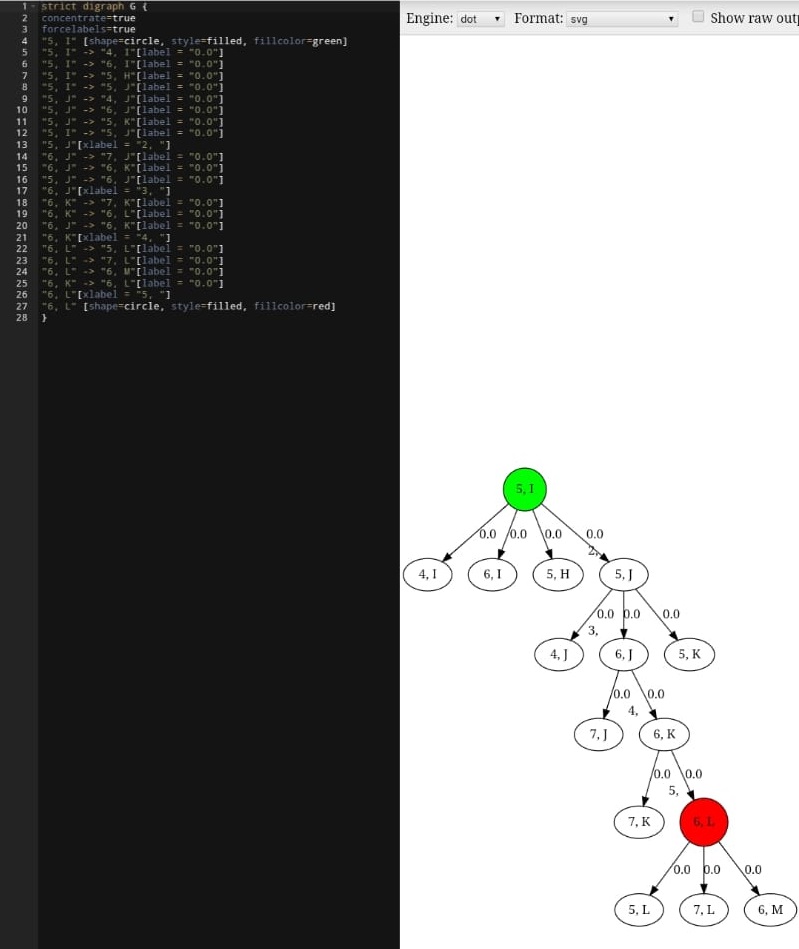 1 strict digraph G {
2 concentrate=true
3 forcelabels=true
4 "5, I" [shape=circle, style=filled, fillcolor=green]
5 "5, I" -> "4, I"[label = "0.0"]
6 "5, I" -> "6, I"[label = "0.0"]
7 "5, I" -> "5, H"[label = "0.0"]
8 "5, I" -> "5, J"[label = "0.0"]
9 "5, J" -> "4, J"[label = "0.0"]
10 "5, J" -> "6, J"[label = "0.0"]
11 "5, J" -> "5, K"[label = "0.0"]
12 "5, I" -> "5, J"[label = "0.0"]
13 "5, J"[xlabel = "2, "]
14 "6, J" -> "7, J"[label = "0.0"]
15 "6, J" -> "6, K"[label = "0.0"]
16 "5, J" -> "6, J"[label = "0.0"]
17 "6, J"[xlabel = "3, "]
18 "6, K" -> "7, K"[label = "0.0"]
19 "6, K" -> "6, L"[label = "0.0"]
20 "6, J" -> "6, K"[label = "0.0"]
21 "6, K"[xlabel = "4, "]
22 "6, L" -> "5, L"[label = "0.0"]
23 "6, L" -> "7, L"[label = "0.0"]
24 "6, L" -> "6, M"[label = "0.0"]
25 "6, K" -> "6, L"[label = "0.0"]
26 "6, L"[xlabel = "5, "]
27 "6, L" [shape=circle, style=filled, fillcolor=red]
28 }
Engine: dot Format: svg Show raw outp
5, I
0.0 0.0 0.0 0.0
2,
4, I 6, I 5, H 5, J
0.0 0.0 0.0
3,
4, J 6, J 5, K
0.0 0.0
4,
7, J 6, K
0.0 0.0
5,
7, K 6, L
0.0 0.0 0.0
5, L 7, L 6, M